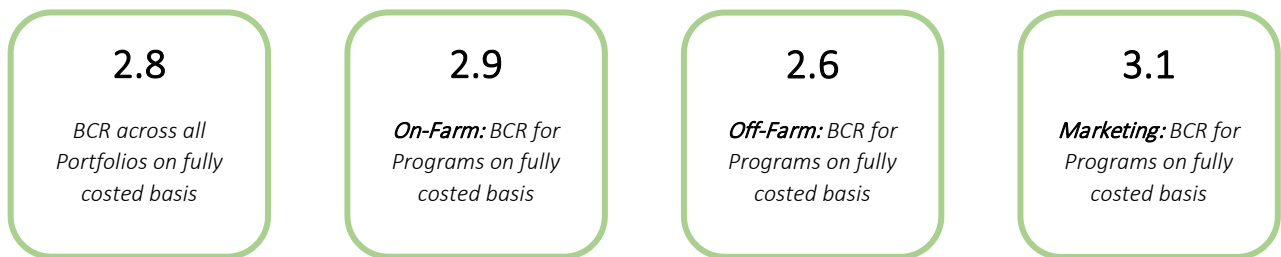 2.8
BCR across all
Portfolios on fully
costed basis
2.9
On-Farm: BCR for
Programs on fully
costed basis
2.6
Off-Farm: BCR for
Programs on fully
costed basis
3.1
Marketing: BCR for
Programs on fully
costed basis